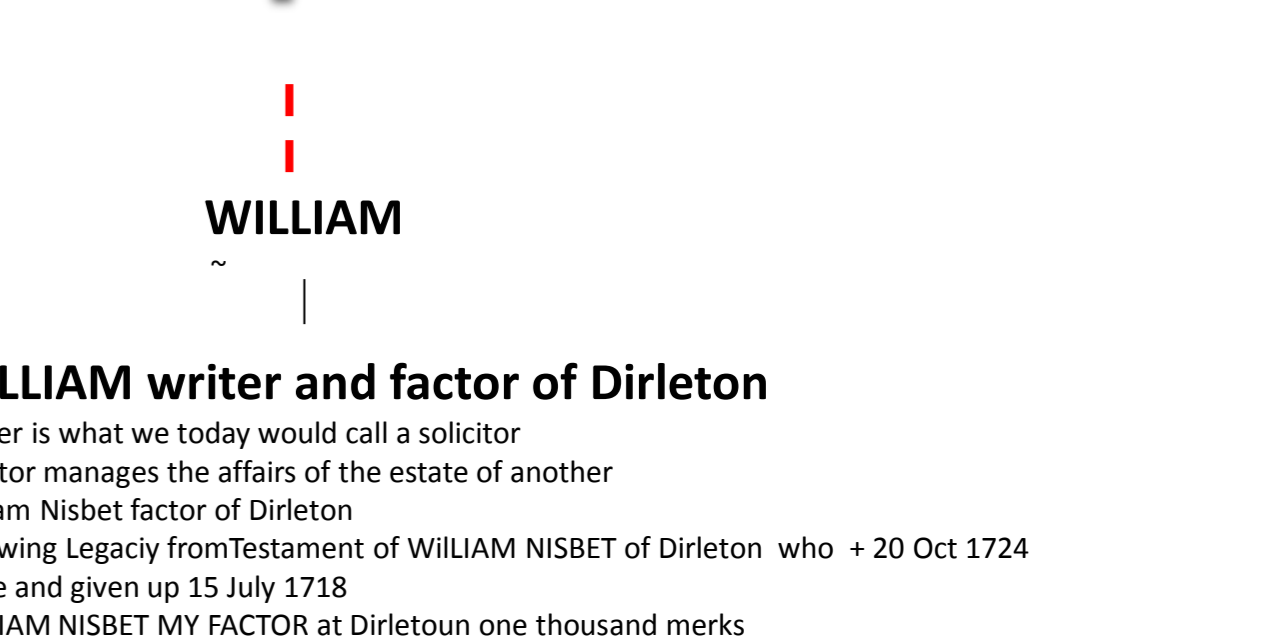 WILLIAM
~
LLIAM writer and factor of Dirleton
er is what we today would call a solicitor
tor manages the affairs of the estate of another
am Nisbet factor of Dirleton
wing Legaciy fromTestament of WilLIAM NISBET of Dirleton who + 20 Oct 1724
e and given up 15 July 1718
IAM NISBET MY FACTOR at Dirletoun one thousand merks